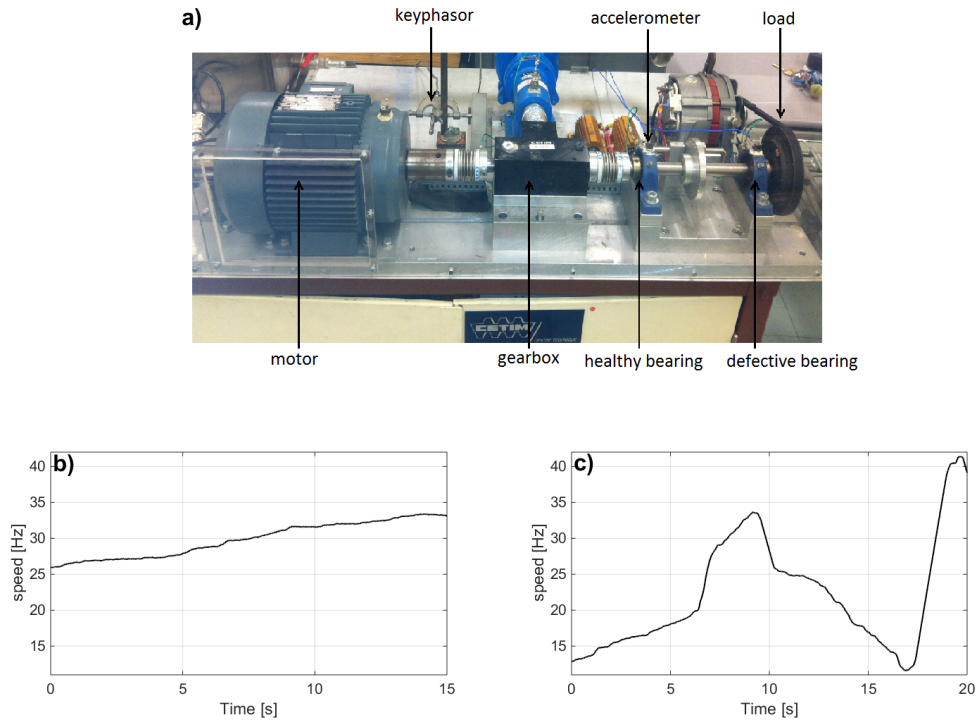 a)
keyphasor
accelerometer
load
CETIM
motor
gearbox
healthy bearing
defective bearing
b)
40
35
30
25
20
15
speed [Hz]
0
5
10
15
Time [s]
c)
40
35
30
25
20
15
speed [Hz]
0
5
10
15
20
Time [s]